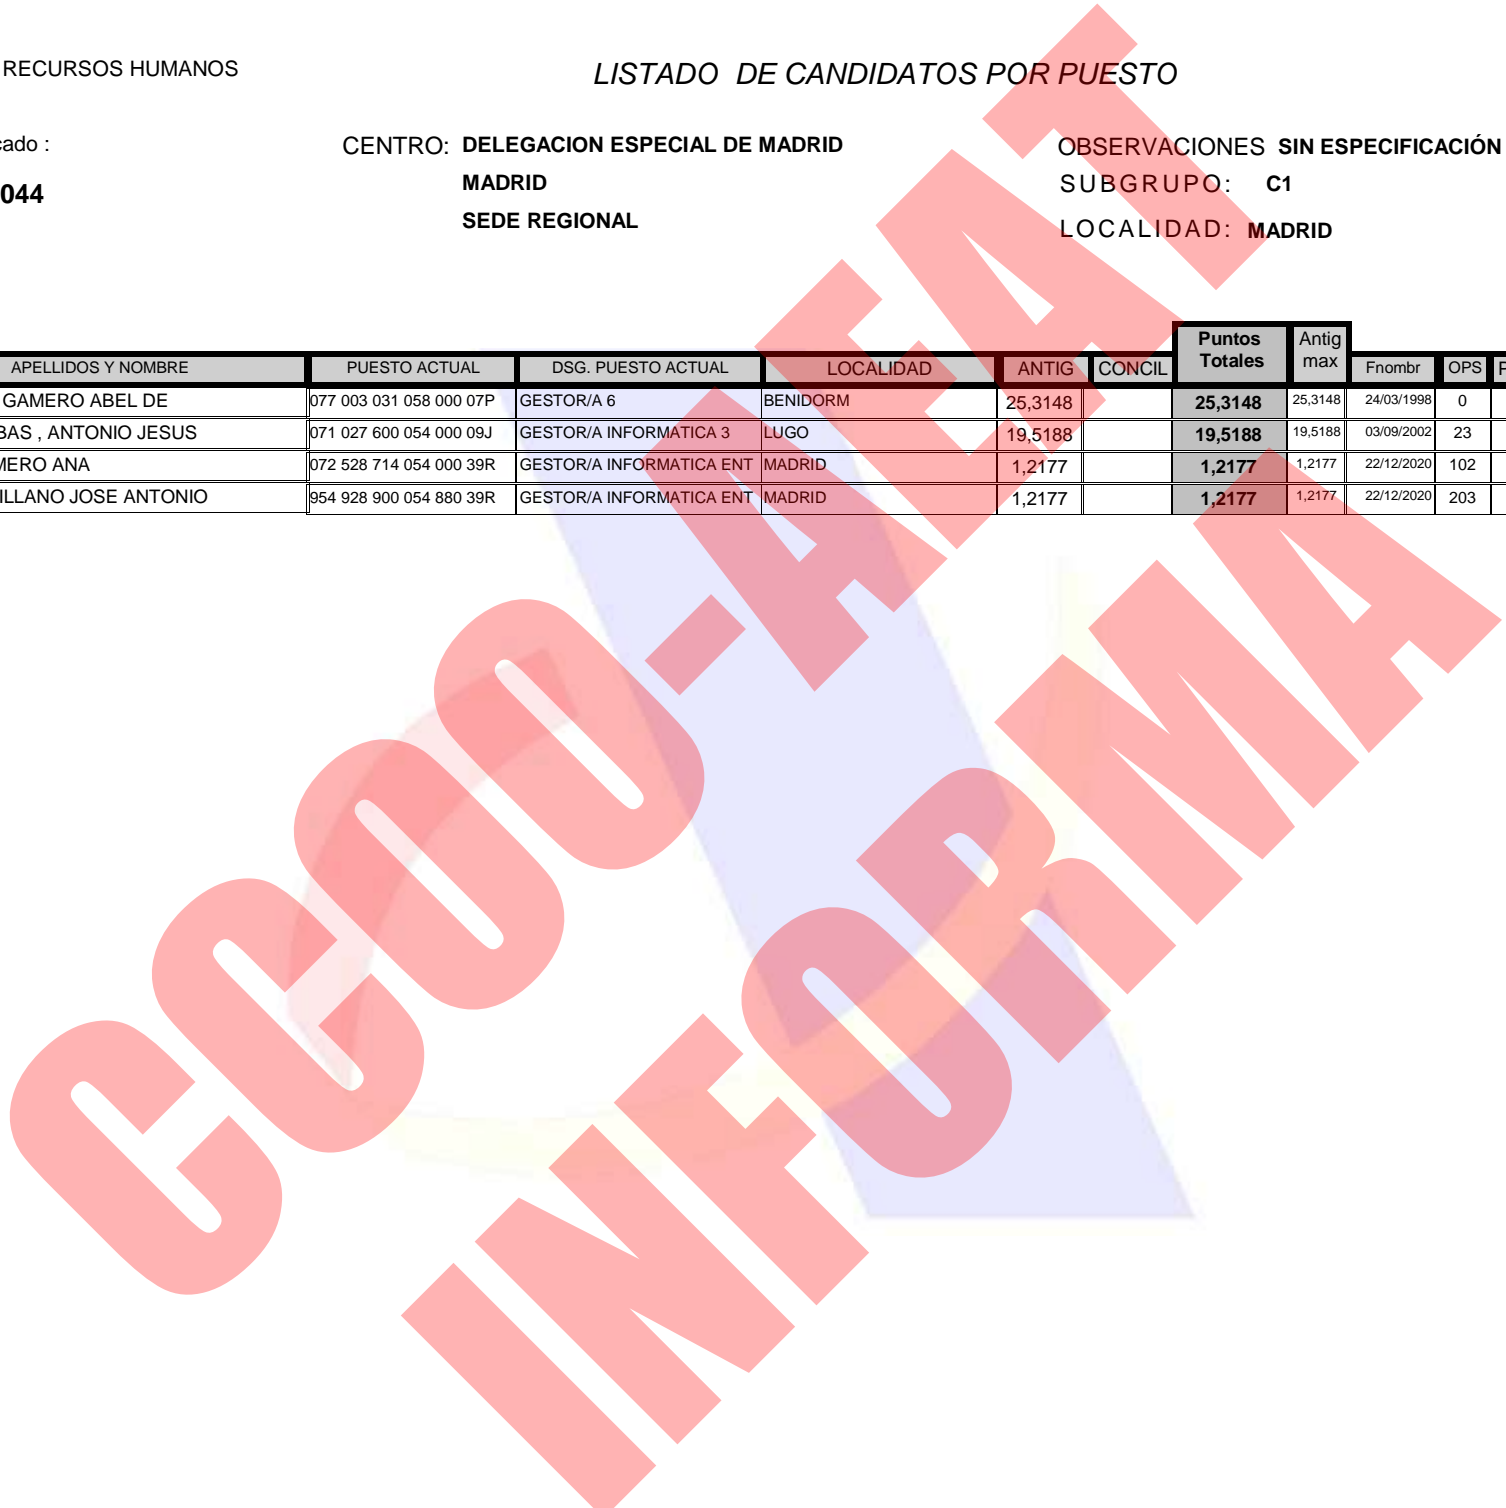 RECURSOS HUMANOS
LISTADO DE CANDIDATOS POR PUESTO
cado :
CENTRO: DELEGACION ESPECIAL DE MADRID
OBSERVACIONES SIN ESPECIFICACIÓN
MADRID
SUBGRUPO: C1
044
SEDE REGIONAL
LOCALIDAD: MADRID
APELLIDOS Y NOMBRE PUESTO ACTUAL DSG. PUESTO ACTUAL LOCALIDAD ANTIG CONCIL Puntos Totales Antig max Fnombr OPS P
GAMERO ABEL DE 077 003 031 058 000 07P GESTOR/A 6 BENIDORM 25,3148 25,3148 25,3148 24/03/1998 0
BAS , ANTONIO JESUS 071 027 600 054 000 09J GESTOR/A INFORMATICA 3 LUGO 19,5188 19,5188 19,5188 03/09/2002 23
MERO ANA 072 528 714 054 000 39R GESTOR/A INFORMATICA ENT MADRID 1,2177 1,2177 1,2177 22/12/2020 102
ILLANO JOSE ANTONIO 954 928 900 054 880 39R GESTOR/A INFORMATICA ENT MADRID 1,2177 1,2177 1,2177 22/12/2020 203
CCOO-AEAT
INFORMA